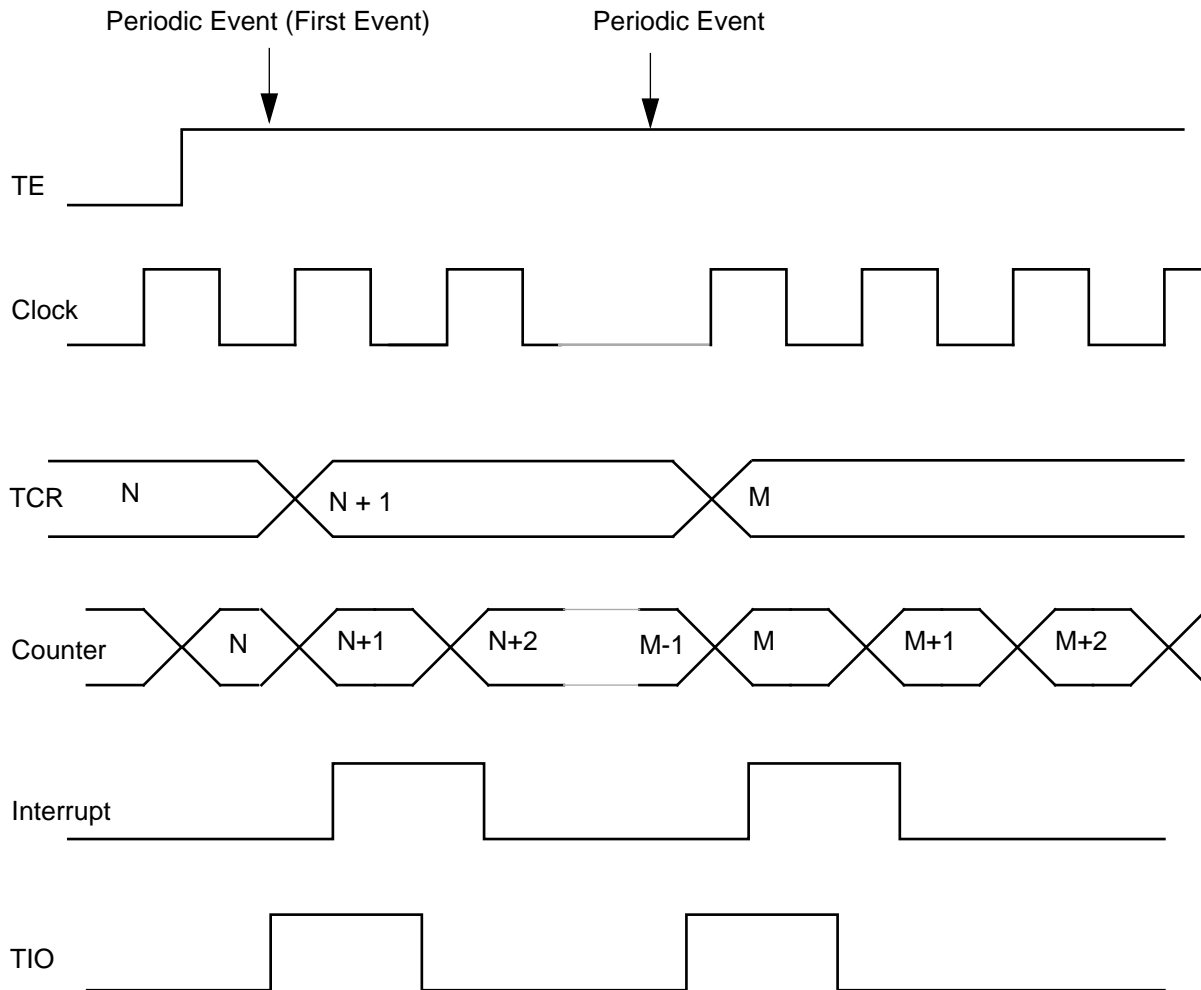 Periodic Event (First Event) Periodic Event
TE
Clock
TCR N N + 1 M
Counter N N+1 N+2 M-1 M M+1 M+2
Interrupt
TIO